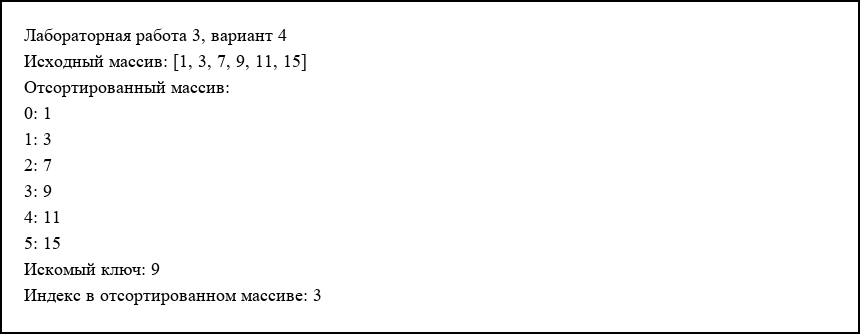 Лабораторная работа 3, вариант 4
Исходный массив: [1, 3, 7, 9, 11, 15]
Отсортированный массив:
0: 1
1: 3
2: 7
3: 9
4: 11
5: 15
Искомый ключ: 9
Индекс в отсортированном массиве: 3